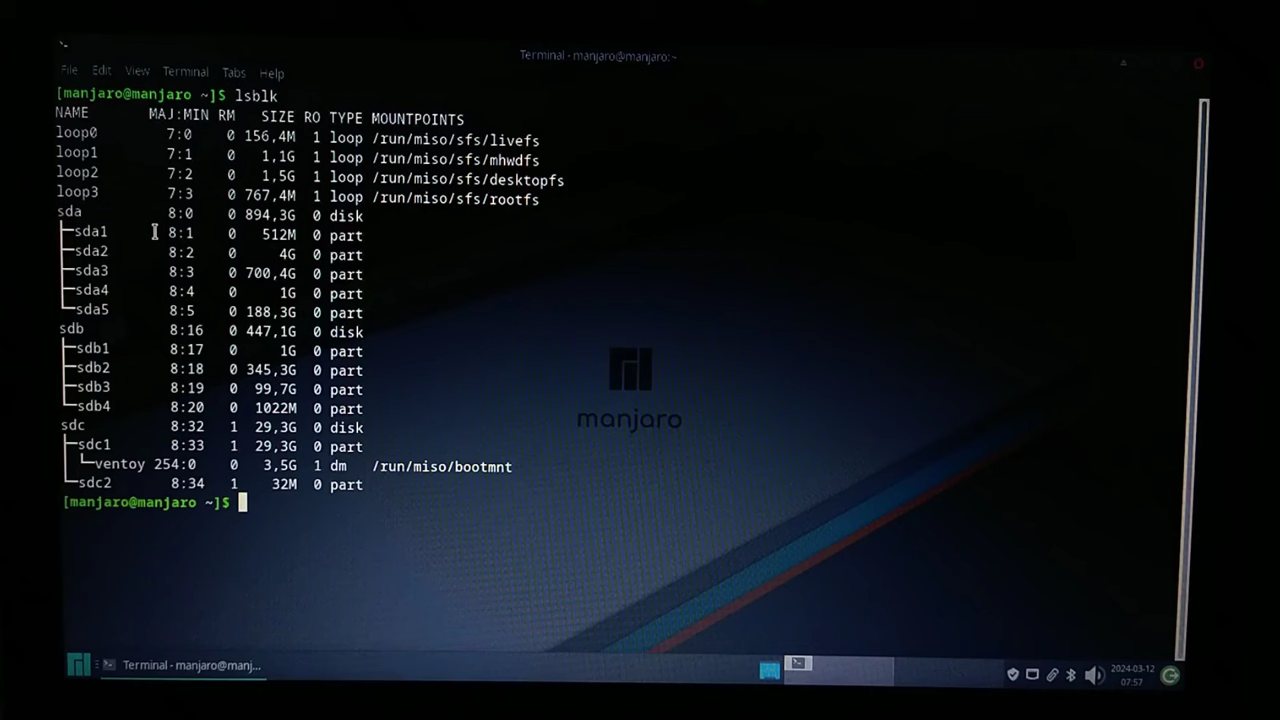 Terminal - manjaro@manjaro:~
File Edit View Terminal Tabs Help
[manjaro@manjaro ~]$ lsblk
NAME MAJ:MIN RM SIZE RO TYPE MOUNTPOINTS
loop0 7:0 0 156,4M 1 loop /run/miso/sfs/livefs
loop1 7:1 0 1,1G 1 loop /run/miso/sfs/mhwdfs
loop2 7:2 0 1,5G 1 loop /run/miso/sfs/desktopfs
loop3 7:3 0 767,4M 1 loop /run/miso/sfs/rootfs
sda 8:0 0 894,3G 0 disk
├─sda1 8:1 0 512M 0 part
├─sda2 8:2 0 4G 0 part
├─sda3 8:3 0 700,4G 0 part
├─sda4 8:4 0 1G 0 part
└─sda5 8:5 0 188,3G 0 part
sdb 8:16 0 447,1G 0 disk
├─sdb1 8:17 0 1G 0 part
├─sdb2 8:18 0 345,3G 0 part
├─sdb3 8:19 0 99,7G 0 part
└─sdb4 8:20 0 1022M 0 part
sdc 8:32 1 29,3G 0 disk
├─sdc1 8:33 1 29,3G 0 part
│ └─ventoy 254:0 0 3,5G 1 dm /run/miso/bootmnt
└─sdc2 8:34 1 32M 0 part
[manjaro@manjaro ~]$
manjaro
Terminal - manjaro@manj...
2024-03-12
07:57